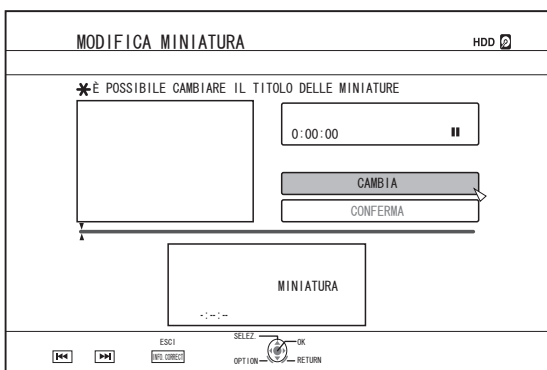 MODIFICA MINIATURA
HDD
*È POSSIBILE CAMBIARE IL TITOLO DELLE MINIATURE
0:00:00
CAMBIA
CONFERMA
MINIATURA
-:--:--
ESCI
INFO.CORRECT
SELEZ.
OK
OPTION
RETURN